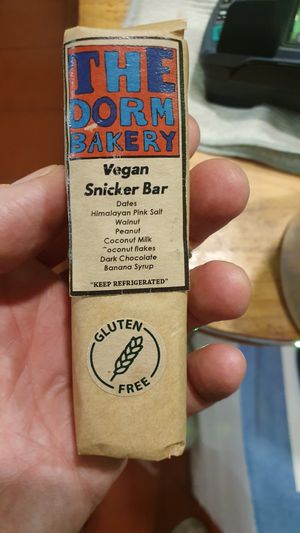 THE
DORM
BAKERY
Vegan
Snicker Bar
Dates
Himalayan Pink Salt
Walnut
Peanut
Coconut Milk
oconut flakes
Dark Chocolate
Banana Syrup
"KEEP REFRIGERATED"
GLUTEN
FREE